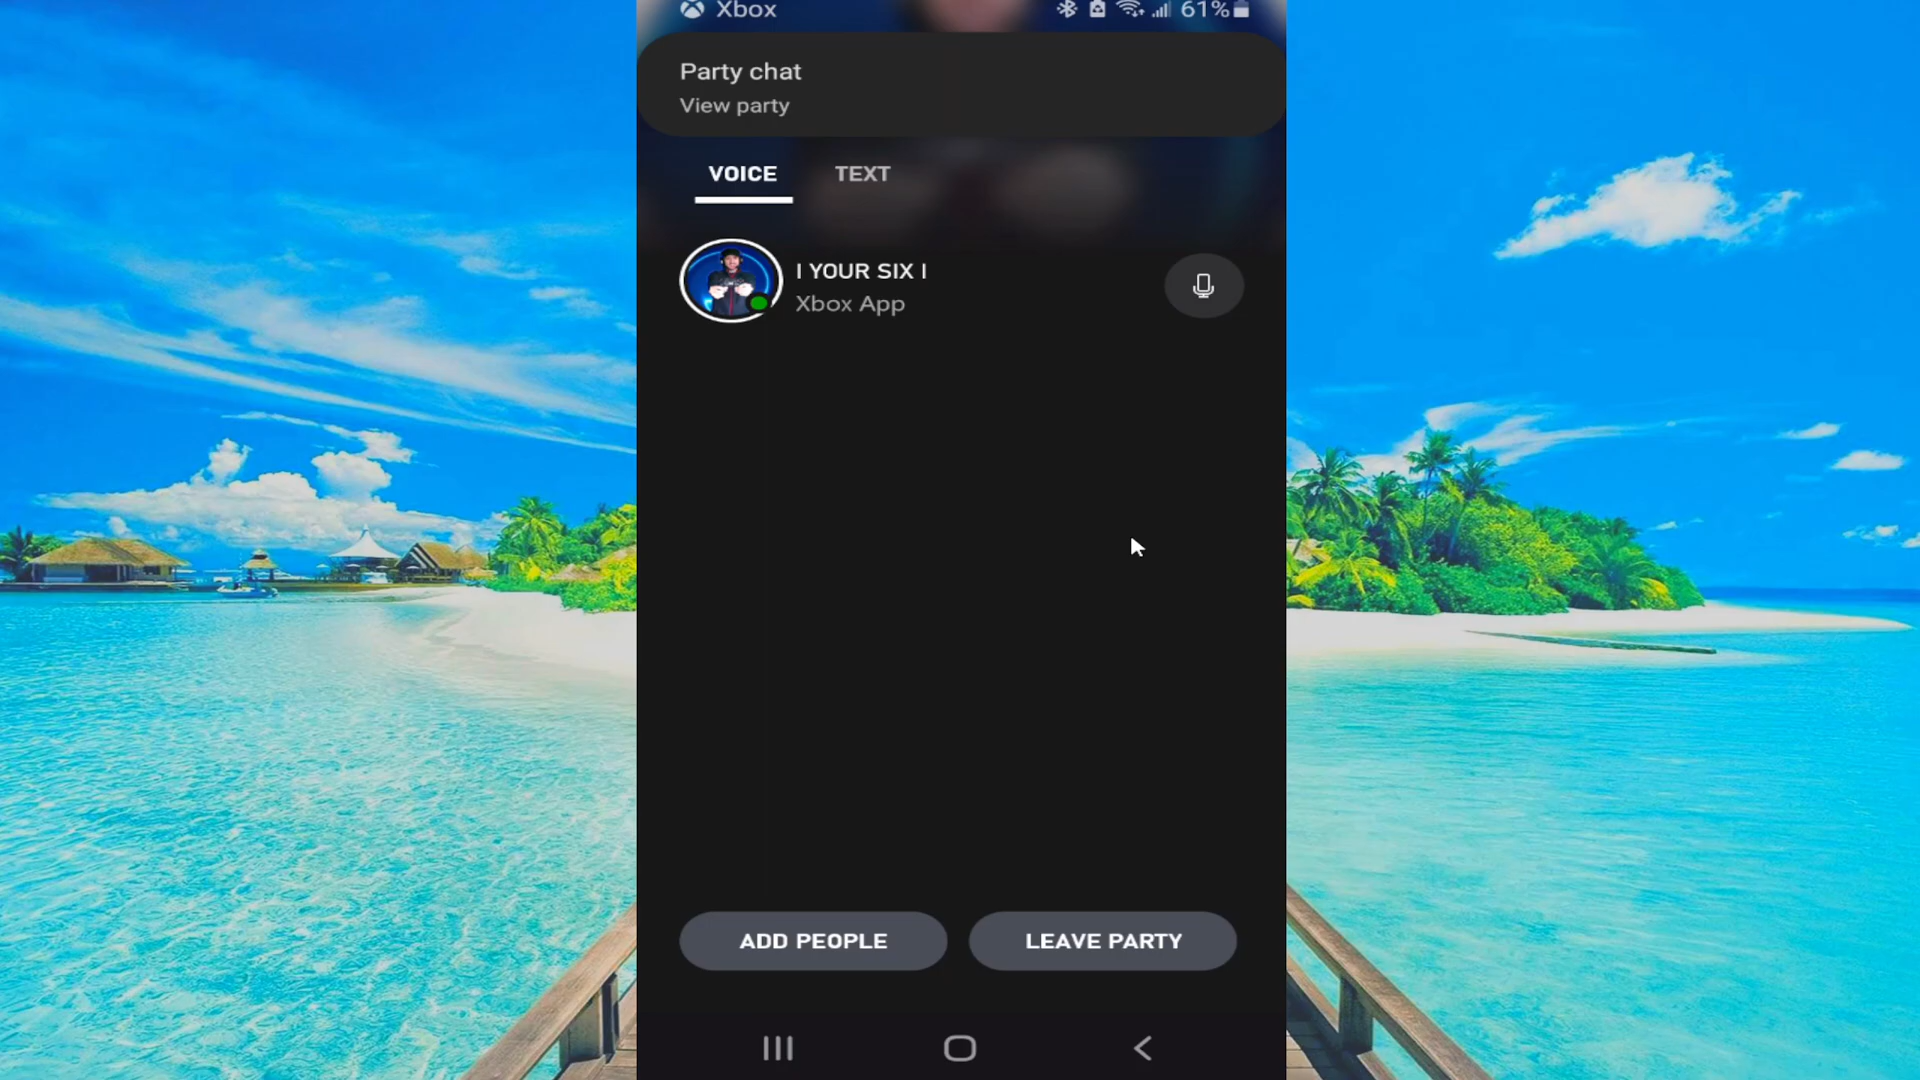 Xbox
61%
Party chat
View party
VOICE
TEXT
I YOUR SIX I
Xbox App
ADD PEOPLE
LEAVE PARTY